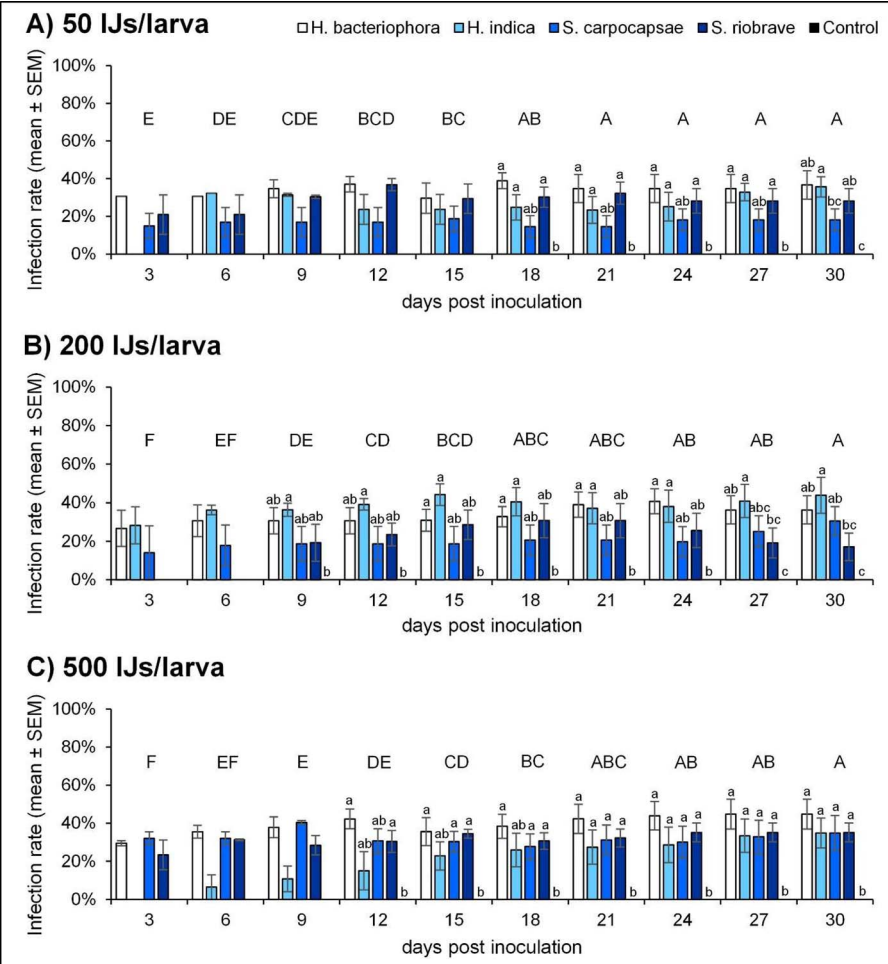 A) 50 IJs/larva
H. bacteriophora H. indica S. carpocapsae S. riobrave Control
Infection rate (mean ± SEM)
100%
80%
60%
40%
20%
0%
E DE CDE BCD BC AB A A A A
a a ab a b
a a ab a b
a a ab a b
a a ab a b
ab a bc ab c
3 6 9 12 15 18 21 24 27 30
days post inoculation
B) 200 IJs/larva
Infection rate (mean ± SEM)
100%
80%
60%
40%
20%
0%
F EF DE CD BCD ABC ABC AB AB A
ab a ab ab b
ab a ab ab b
a a ab ab b
a a ab ab b
a a ab ab b
a a ab ab b
ab a abc bc c
ab a ab bc c
3 6 9 12 15 18 21 24 27 30
days post inoculation
C) 500 IJs/larva
Infection rate (mean ± SEM)
100%
80%
60%
40%
20%
0%
F EF E DE CD BC ABC AB AB A
a ab ab a b
a ab a a b
a ab a a b
a a a a b
a a a a b
a a a a b
a a a a b
3 6 9 12 15 18 21 24 27 30
days post inoculation